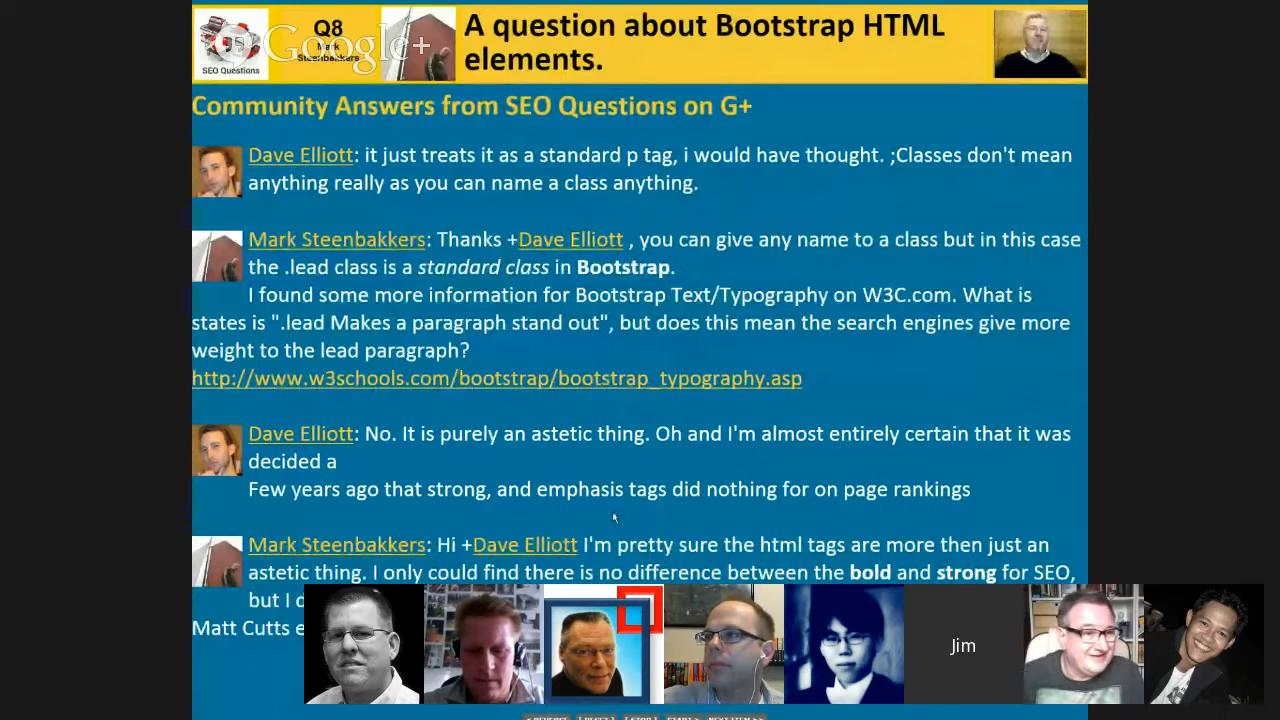 Q8
Mark
Steenbakkers
SEO Questions
Google+
A question about Bootstrap HTML
elements.
Community Answers from SEO Questions on G+
Dave Elliott: it just treats it as a standard p tag, i would have thought. ;Classes don't mean
anything really as you can name a class anything.
Mark Steenbakkers: Thanks +Dave Elliott , you can give any name to a class but in this case
the .lead class is a standard class in Bootstrap.
I found some more information for Bootstrap Text/Typography on W3C.com. What is
states is ".lead Makes a paragraph stand out", but does this mean the search engines give more
weight to the lead paragraph?
http://www.w3schools.com/bootstrap/bootstrap_typography.asp
Dave Elliott: No. It is purely an astetic thing. Oh and I'm almost entirely certain that it was
decided a
Few years ago that strong, and emphasis tags did nothing for on page rankings
Mark Steenbakkers: Hi +Dave Elliott I'm pretty sure the html tags are more then just an
astetic thing. I only could find there is no difference between the bold and strong for SEO,
but I
Matt Cutts
Jim